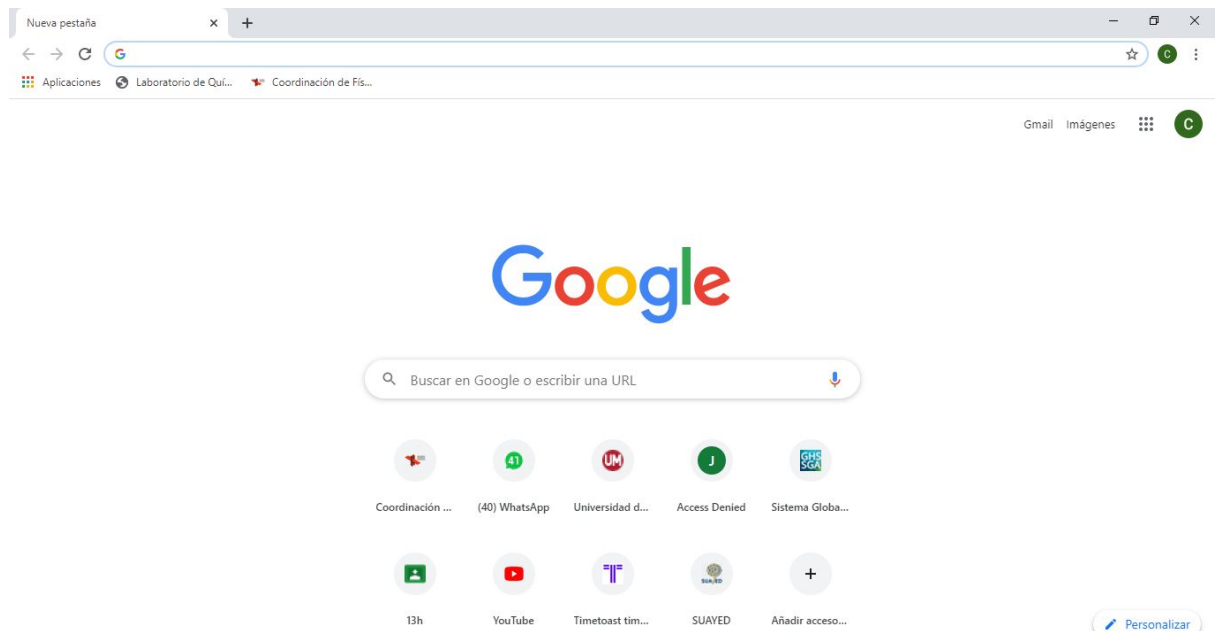 Nueva pestaña
G
C
Aplicaciones Laboratorio de Quí... Coordinación de Fís...
Gmail Imágenes C
Google
Buscar en Google o escribir una URL
41 UM J GHS
SGA
Coordinación ... (40) WhatsApp Universidad d... Access Denied Sistema Globa...
T SUAYED
13h YouTube Timetoast tim... SUAYED Añadir acceso...
Personalizar